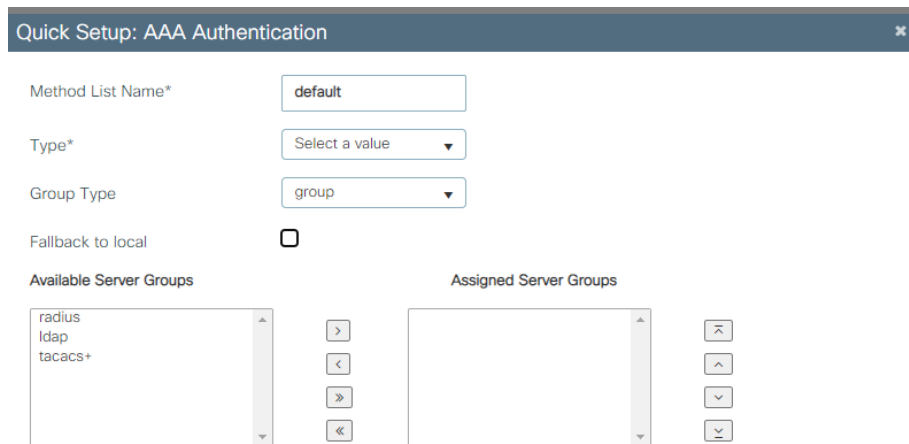 Quick Setup: AAA Authentication
Method List Name*
default
Type*
Select a value
Group Type
group
Fallback to local
Available Server Groups
Assigned Server Groups
radius
ldap
tacacs+